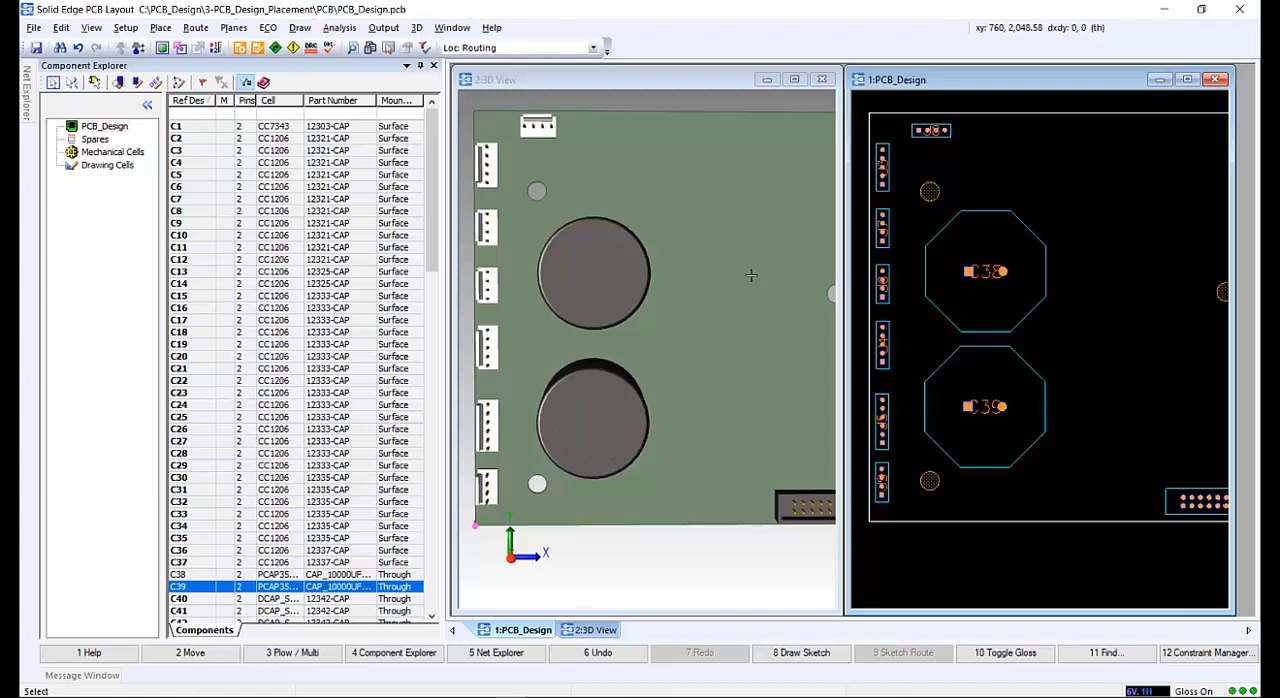 Solid Edge PCB Layout C:\PCB_Design\3-PCB_Design_Placement\PCB\PCB_Design.pcb
File Edit View Setup Place Route Planes ECO Draw Analysis Output 3D Window Help
xy: 760, 2,048.58 dxdy: 0, 0 (th)
Loc: Routing
Net Explorer
Component Explorer
PCB_Design
Spares
Mechanical Cells
Drawing Cells
Ref Des M Pins Cell Part Number Moun...
C1 2 CC7343 12303-CAP Surface
C2 2 CC1206 12321-CAP Surface
C3 2 CC1206 12321-CAP Surface
C4 2 CC1206 12321-CAP Surface
C5 2 CC1206 12321-CAP Surface
C6 2 CC1206 12321-CAP Surface
C7 2 CC1206 12321-CAP Surface
C8 2 CC1206 12321-CAP Surface
C9 2 CC1206 12321-CAP Surface
C10 2 CC1206 12321-CAP Surface
C11 2 CC1206 12321-CAP Surface
C12 2 CC1206 12321-CAP Surface
C13 2 CC1206 12325-CAP Surface
C14 2 CC1206 12325-CAP Surface
C15 2 CC1206 12333-CAP Surface
C16 2 CC1206 12333-CAP Surface
C17 2 CC1206 12333-CAP Surface
C18 2 CC1206 12333-CAP Surface
C19 2 CC1206 12333-CAP Surface
C20 2 CC1206 12333-CAP Surface
C21 2 CC1206 12333-CAP Surface
C22 2 CC1206 12333-CAP Surface
C23 2 CC1206 12333-CAP Surface
C24 2 CC1206 12333-CAP Surface
C25 2 CC1206 12333-CAP Surface
C26 2 CC1206 12333-CAP Surface
C27 2 CC1206 12333-CAP Surface
C28 2 CC1206 12333-CAP Surface
C29 2 CC1206 12333-CAP Surface
C30 2 CC1206 12335-CAP Surface
C31 2 CC1206 12335-CAP Surface
C32 2 CC1206 12335-CAP Surface
C33 2 CC1206 12335-CAP Surface
C34 2 CC1206 12335-CAP Surface
C35 2 CC1206 12335-CAP Surface
C36 2 CC1206 12337-CAP Surface
C37 2 CC1206 12337-CAP Surface
C38 2 PCAP35... CAP_10000UF... Through
C39 2 PCAP35... CAP_10000UF... Through
C40 2 DCAP_S... 12342-CAP Through
C41 2 DCAP_S... 12342-CAP Through
Components
2:3D View
Y
X
1:PCB_Design
C38
C39
1:PCB_Design 2:3D View
1 Help 2 Move 3 Plow / Multi 4 Component Explorer 5 Net Explorer 6 Undo 7 Redo 8 Draw Sketch 9 Sketch Route 10 Toggle Gloss 11 Find... 12 Constraint Manager...
Message Window
Select
6V, 1H Gloss On